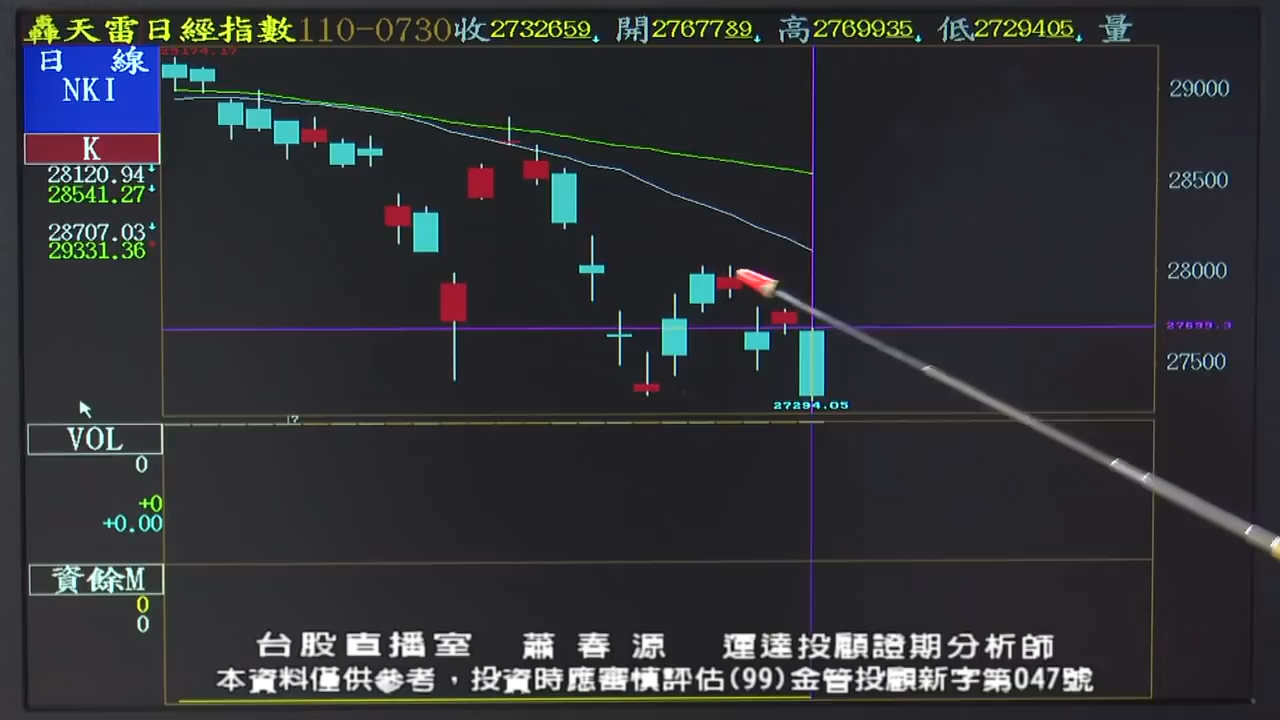 轟天雷日經指數110-0730收2732659 開2767789 高2769935 低2729405 量
日 線
NKI
K
28120.94
28541.27
28707.03
29331.36
29174.17
29000
28500
28000
27699.3
27500
27294.05
7
VOL
0
+0
+0.00
資餘M
0
0
台股直播室 蕭春源 運達投顧證期分析師
本資料僅供參考，投資時應審慎評估(99)金管投顧新字第047號